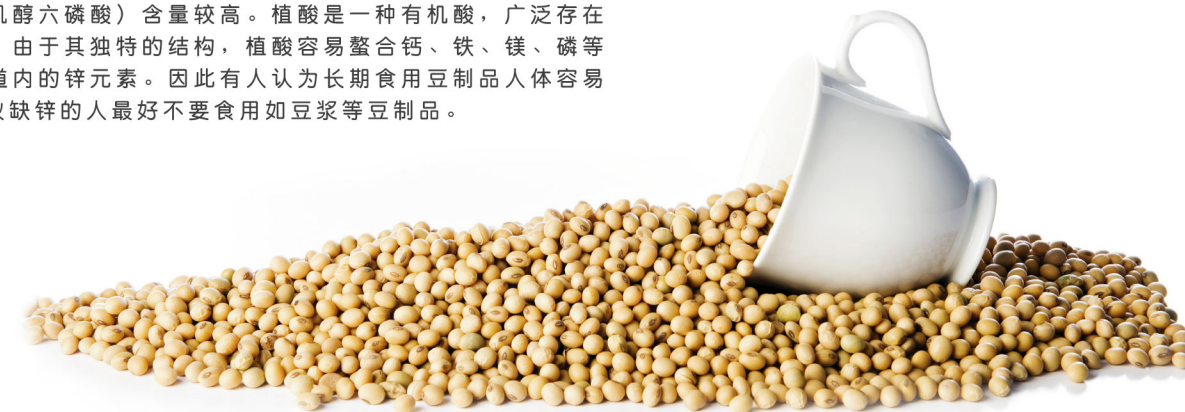 机醇六磷酸）含量较高。植酸是一种有机酸，广泛存在
由于其独特的结构，植酸容易螯合钙、铁、镁、磷等
道内的锌元素。因此有人认为长期食用豆制品人体容易
议缺锌的人最好不要食用如豆浆等豆制品。